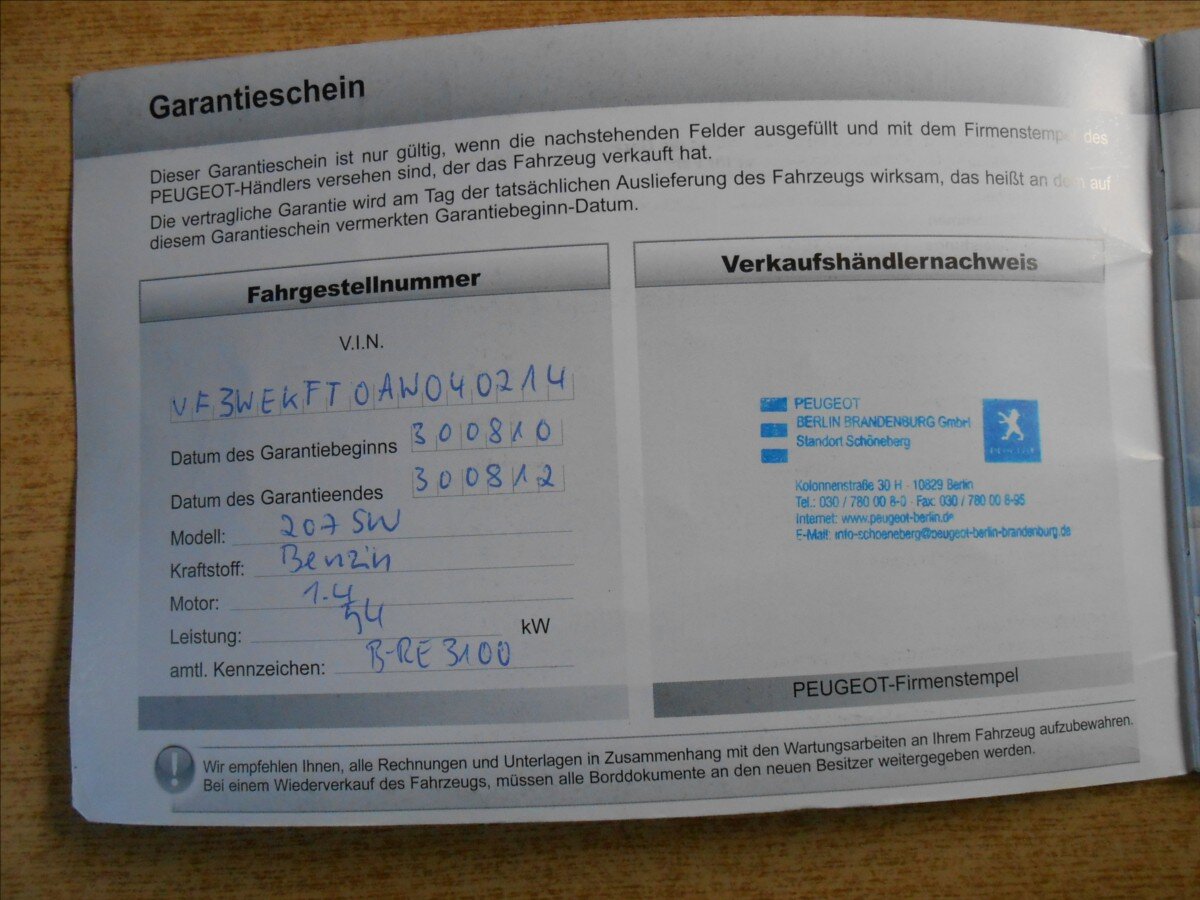 Garantieschein
Dieser Garantieschein ist nur gültig, wenn die nachstehenden Felder ausgefüllt und mit dem Firmenstempel des
PEUGEOT-Händlers versehen sind, der das Fahrzeug verkauft hat.
Die vertragliche Garantie wird am Tag der tatsächlichen Auslieferung des Fahrzeugs wirksam, das heißt an dem auf
diesem Garantieschein vermerkten Garantiebeginn-Datum.
Fahrgestellnummer
V.I.N.
VF3WEKFT0AW040214
Datum des Garantiebeginns 300810
Datum des Garantieendes 300812
Modell: 207 SW
Kraftstoff: Benzin
Motor: 1.4
Leistung: 54 kW
amtl. Kennzeichen: B-RE 3100
Verkaufshändlernachweis
PEUGEOT
BERLIN BRANDENBURG GmbH
Standort Schöneberg
Kolonnenstraße 30 H · 10829 Berlin
Tel.: 030 / 780 00 8-0 · Fax: 030 / 780 00 8-95
Internet: www.peugeot-berlin.de
E-Mail: info-schoeneberg@peugeot-berlin-brandenburg.de
PEUGEOT-Firmenstempel
Wir empfehlen Ihnen, alle Rechnungen und Unterlagen in Zusammenhang mit den Wartungsarbeiten an Ihrem Fahrzeug aufzubewahren.
Bei einem Wiederverkauf des Fahrzeugs, müssen alle Borddokumente an den neuen Besitzer weitergegeben werden.